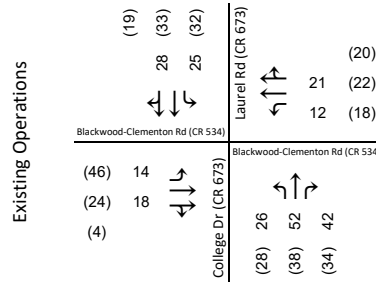 Existing Operations
(19) (33) (32)
28 25
Blackwood-Clementon Rd (CR 534)
Laurel Rd (CR 673)
(20)
21 (22)
12 (18)
(46) 14
(24) 18
(4)
College Dr (CR 673)
Blackwood-Clementon Rd (CR 534
26 52 42
(28) (38) (34)